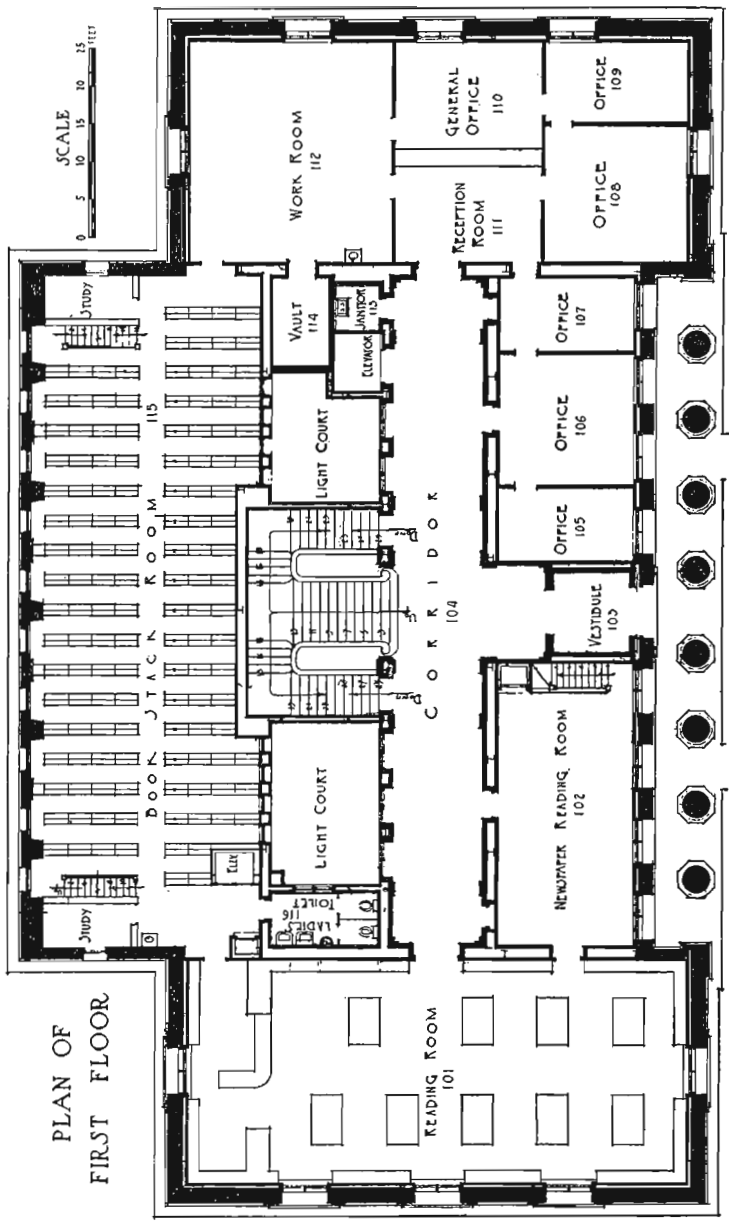 PLAN OF
FIRST FLOOR
SCALE
0 5 10 15 20 25 FEET
STUDY
STUDY
BOOK STACK ROOM
115
ELEV.
LADIES
TOILET
116
LIGHT COURT
LIGHT COURT
VAULT
114
ELEVATOR
JANITOR
113
WORK ROOM
112
GENERAL
OFFICE
110
OFFICE
109
OFFICE
108
RECEPTION
ROOM
111
Down
Up
Down
CORRIDOR
104
READING ROOM
101
NEWSPAPER READING ROOM
102
VESTIBULE
103
OFFICE
105
OFFICE
106
OFFICE
107